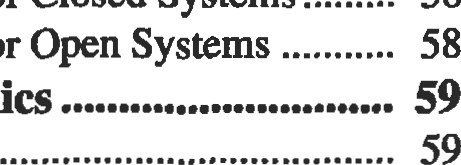 or Closed Systems ......... 58
or Open Systems ........... 58
ics .............................. 59
.................................... 59